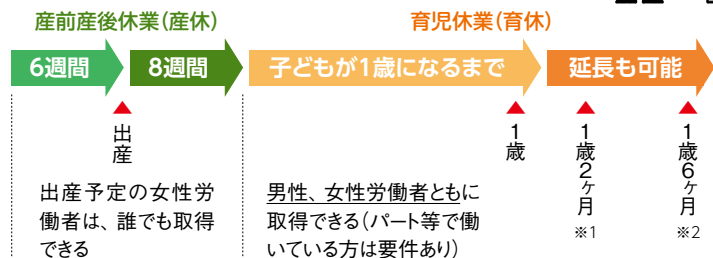 産前産後休業(産休)
育児休業(育休)
6週間
8週間
子どもが1歳になるまで
延長も可能
出産
1歳
1歳2ヶ月
※1
1歳6ヶ月
※2
出産予定の女性労
働者は、誰でも取得
できる
男性、女性労働者ともに
取得できる(パート等で働
いている方は要件あり)